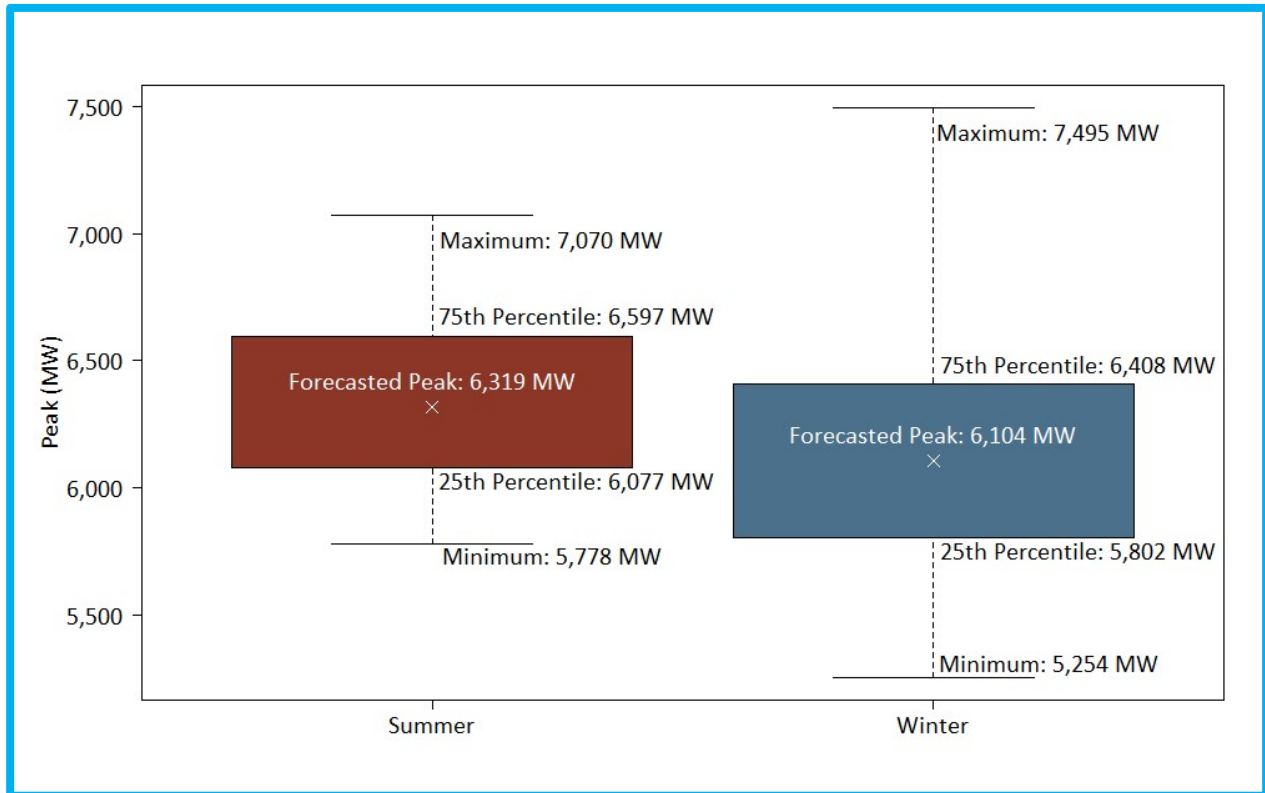 7,500
Maximum: 7,495 MW
7,000
Maximum: 7,070 MW
75th Percentile: 6,597 MW
6,500
75th Percentile: 6,408 MW
Forecasted Peak: 6,319 MW
Peak (MW)
Forecasted Peak: 6,104 MW
6,000
25th Percentile: 6,077 MW
25th Percentile: 5,802 MW
Minimum: 5,778 MW
5,500
Minimum: 5,254 MW
Summer
Winter